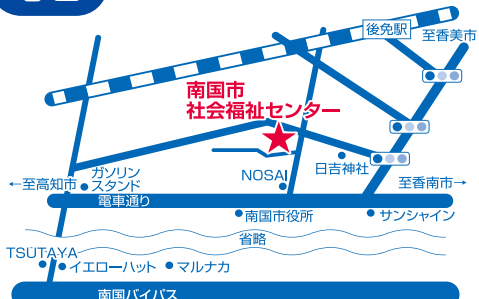 後免駅
至香美市
南国市
社会福祉センター
ガソリン
スタンド
←至高知市
NOSAI
日吉神社
至香南市→
電車通り
南国市役所
サンシャイン
省略
TSUTAYA
イエローハット
マルナカ
南国バイパス